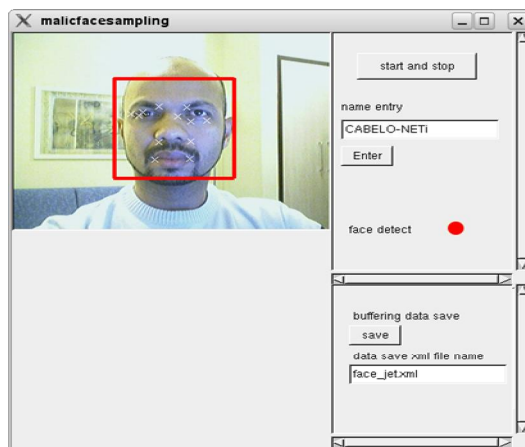 malicfacesampling
start and stop
name entry
CABELO-NETi
Enter
face detect
buffering data save
save
data save xml file name
face_jet.xml